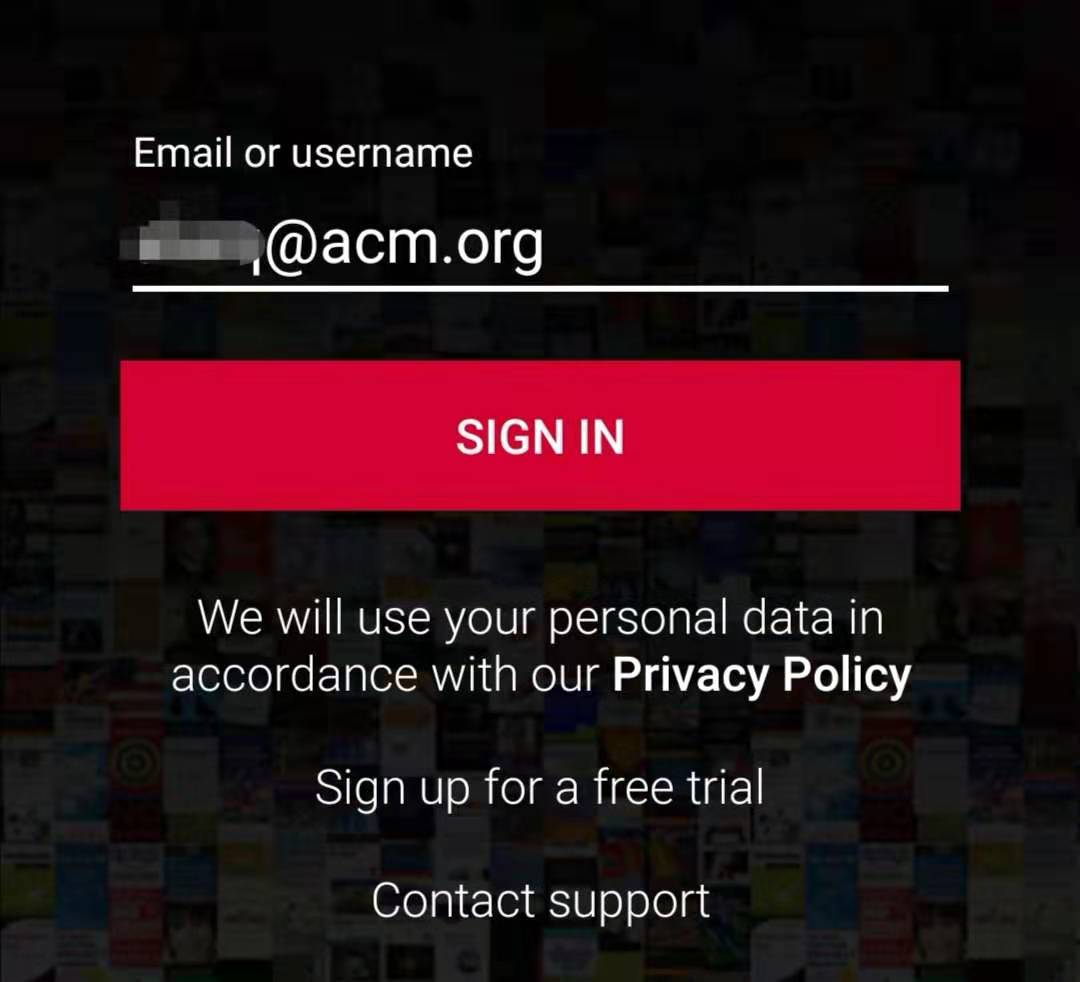 Email or username
@acm.org
SIGN IN
We will use your personal data in
accordance with our Privacy Policy
Sign up for a free trial
Contact support